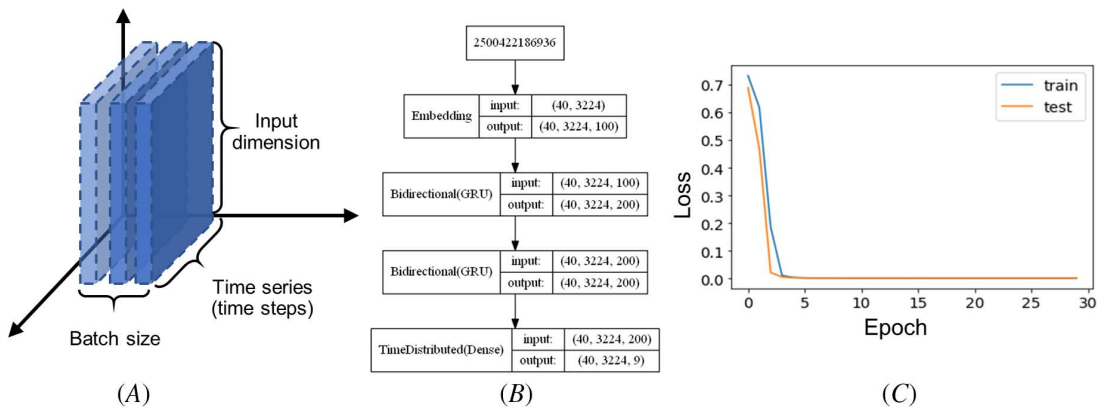 Input
dimension
Time series
(time steps)
Batch size
(A)
2500422186936
Embedding
input: (40, 3224)
output: (40, 3224, 100)
Bidirectional(GRU)
input: (40, 3224, 100)
output: (40, 3224, 200)
Bidirectional(GRU)
input: (40, 3224, 200)
output: (40, 3224, 200)
TimeDistributed(Dense)
input: (40, 3224, 200)
output: (40, 3224, 9)
(B)
train
test
Loss
0.7
0.6
0.5
0.4
0.3
0.2
0.1
0.0
0 5 10 15 20 25 30
Epoch
(C)